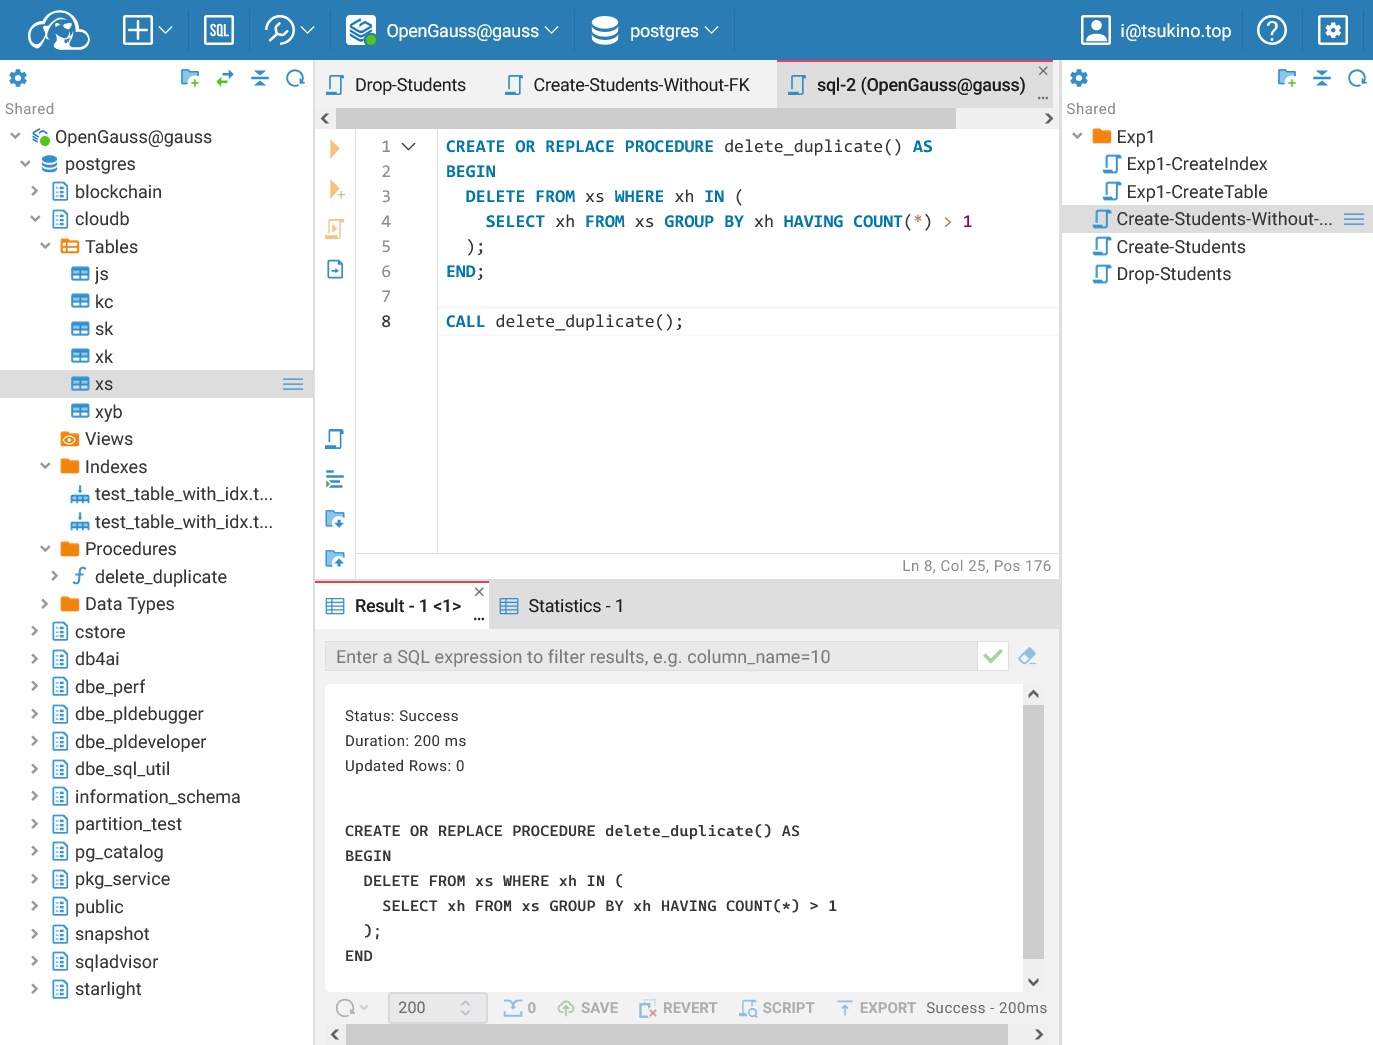 SQL
OpenGauss@gauss
postgres
i@tsukino.top
Shared
OpenGauss@gauss
postgres
blockchain
cloudb
Tables
js
kc
sk
xk
xs
xyb
Views
Indexes
test_table_with_idx.t...
test_table_with_idx.t...
Procedures
delete_duplicate
Data Types
cstore
db4ai
dbe_perf
dbe_pldebugger
dbe_pldeveloper
dbe_sql_util
information_schema
partition_test
pg_catalog
pkg_service
public
snapshot
sqladvisor
starlight
Drop-Students
Create-Students-Without-FK
sql-2 (OpenGauss@gauss)
1 CREATE OR REPLACE PROCEDURE delete_duplicate() AS
2 BEGIN
3 DELETE FROM xs WHERE xh IN (
4 SELECT xh FROM xs GROUP BY xh HAVING COUNT(*) > 1
5 );
6 END;
7
8 CALL delete_duplicate();
Ln 8, Col 25, Pos 176
Result - 1 <1>
Statistics - 1
Enter a SQL expression to filter results, e.g. column_name=10
Status: Success
Duration: 200 ms
Updated Rows: 0
CREATE OR REPLACE PROCEDURE delete_duplicate() AS
BEGIN
DELETE FROM xs WHERE xh IN (
SELECT xh FROM xs GROUP BY xh HAVING COUNT(*) > 1
);
END
200
0
SAVE
REVERT
SCRIPT
EXPORT
Success - 200ms
Shared
Exp1
Exp1-CreateIndex
Exp1-CreateTable
Create-Students-Without-...
Create-Students
Drop-Students